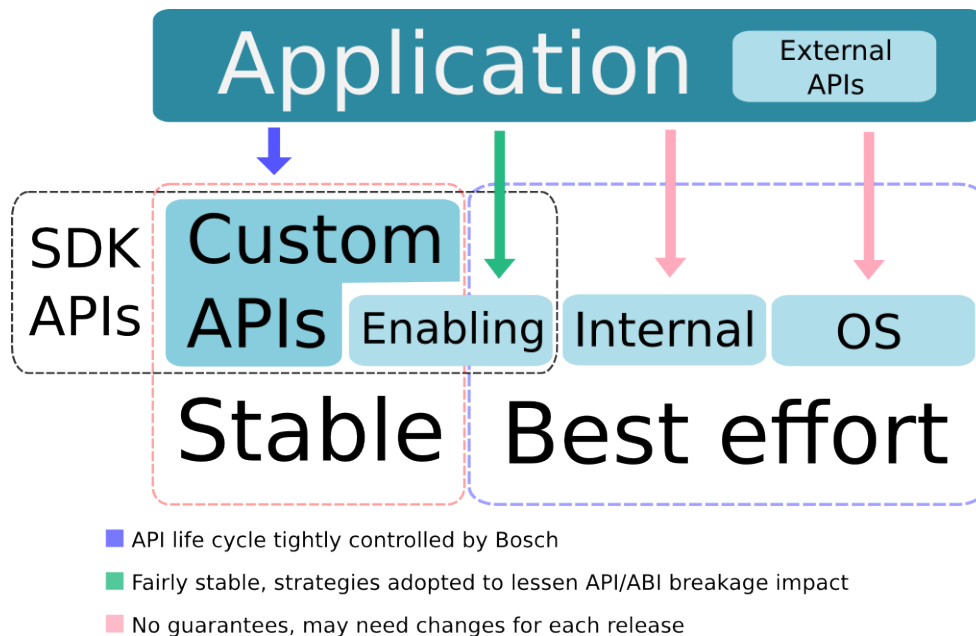 Application
External
APIs
SDK
APIs
Custom
APIs
Enabling
Internal
OS
Stable
Best effort
API life cycle tightly controlled by Bosch
Fairly stable, strategies adopted to lessen API/ABI breakage impact
No guarantees, may need changes for each release